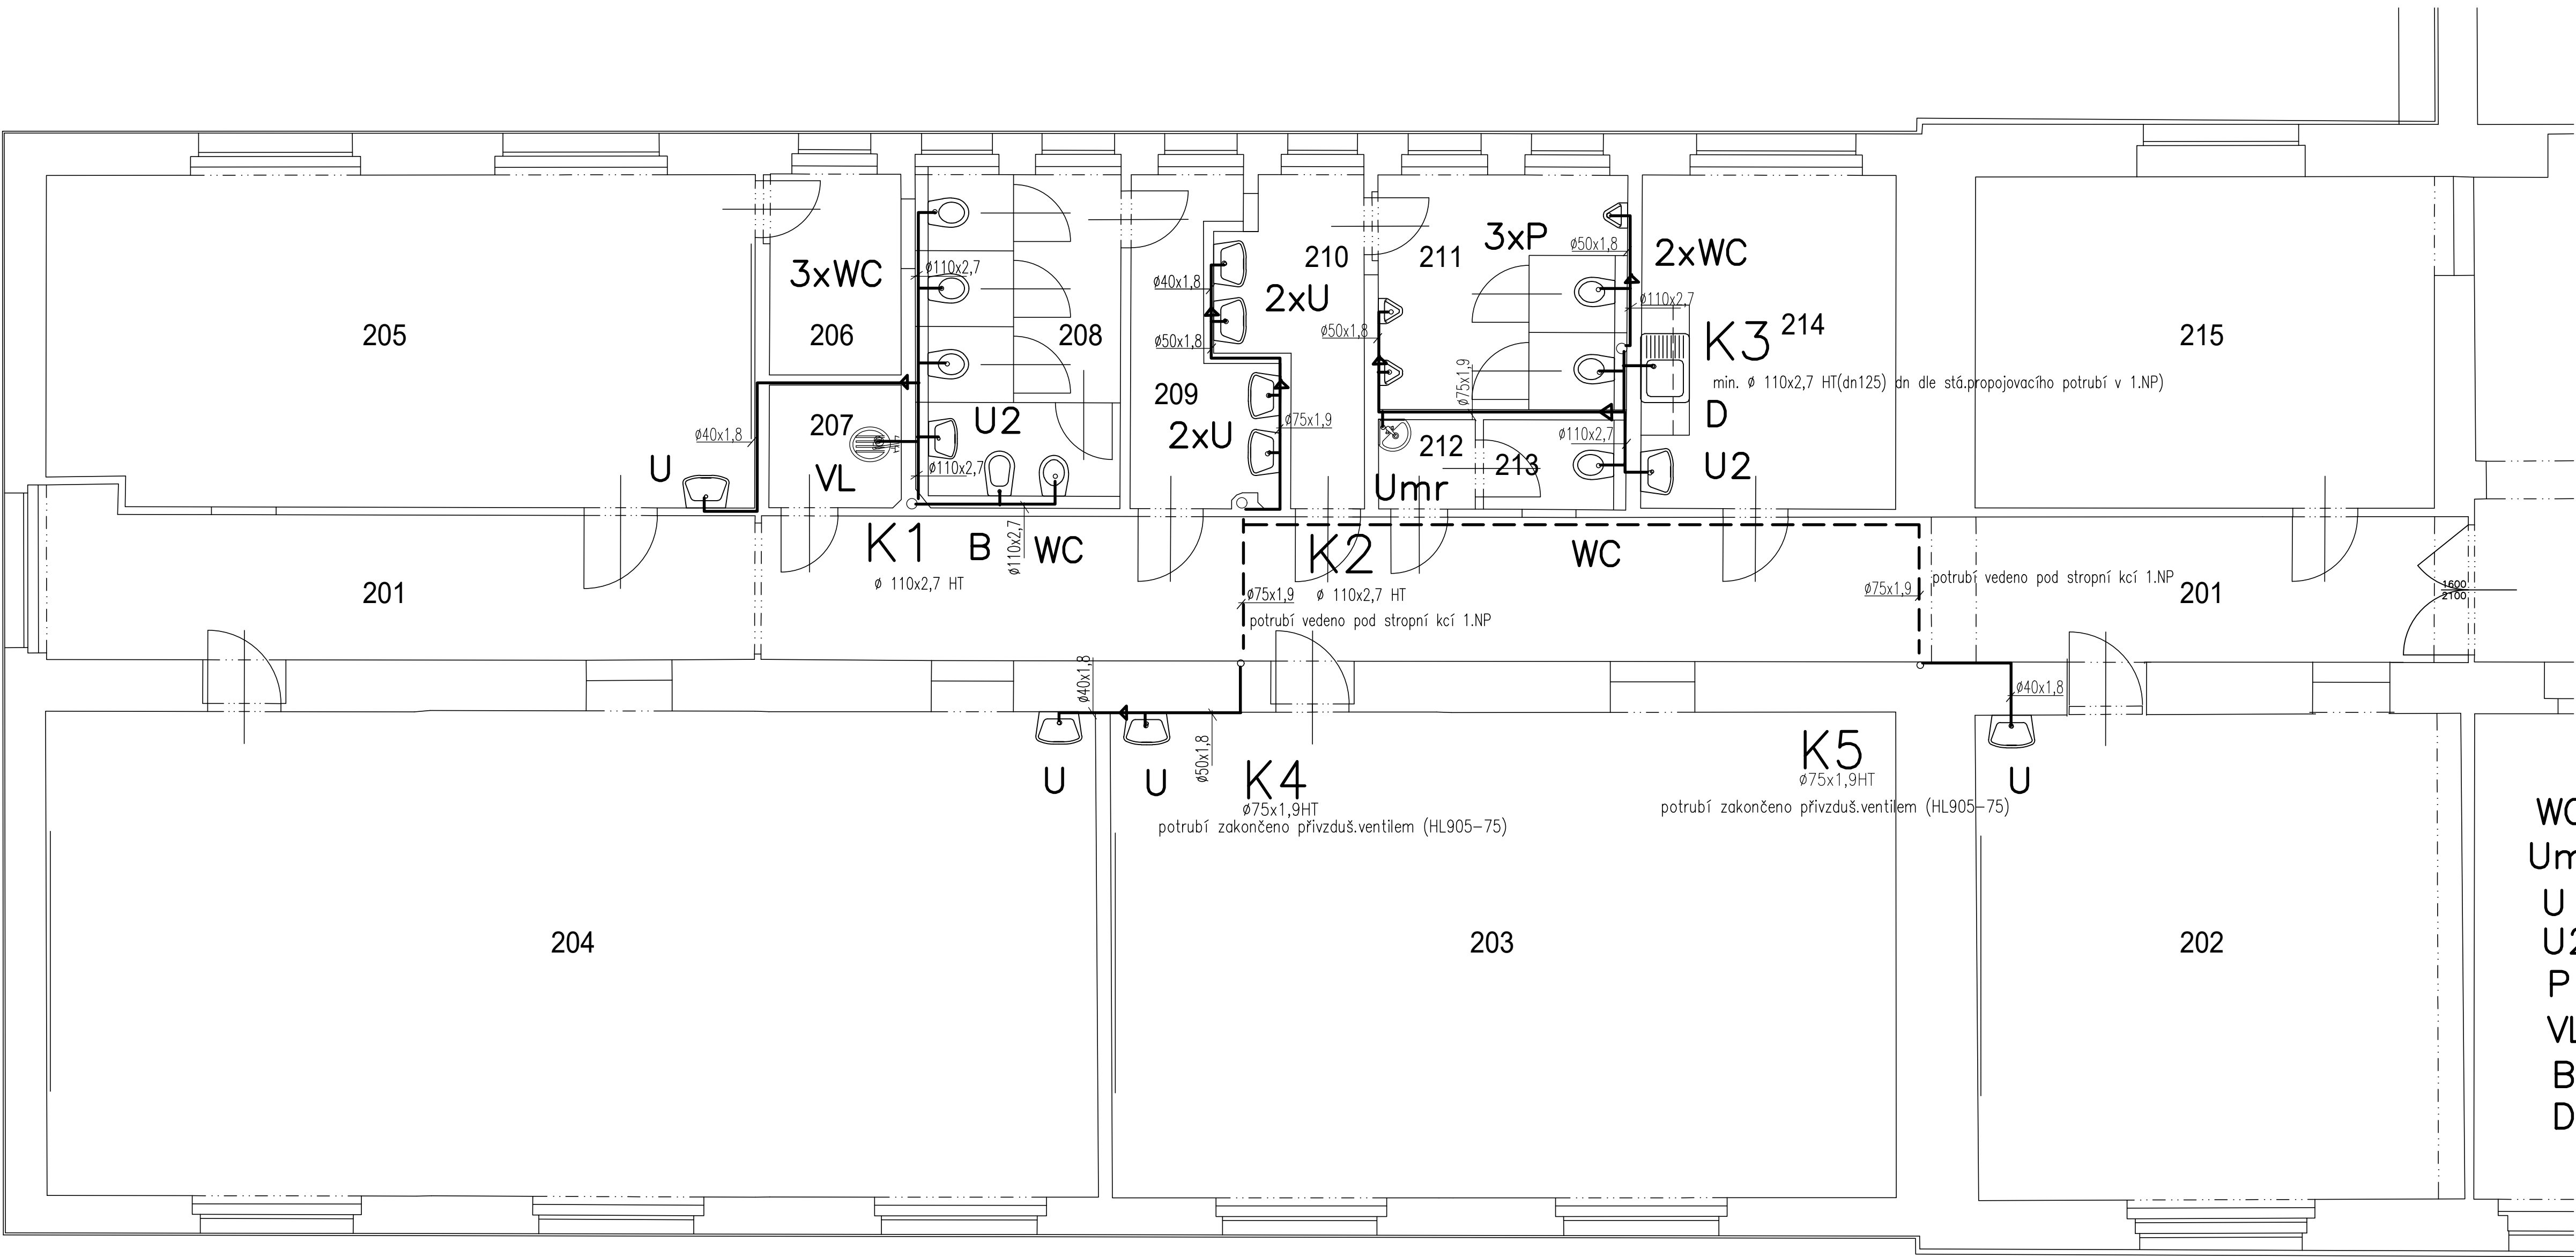 3xP
ø50x1,8
2xWC
210
211
3xWC
ø110x2,7
ø40x1,8
2xU
ø110x2,7
205
206
208
ø50x1,8
ø50x1,8
K3
214
215
min. ø 110x2,7 HT(dn125) dn dle stá.propojovacího potrubí v 1.NP)
ø75x1,9
209
D
207
U2
ø40x1,8
2xU
ø75x1,9
212
ø110x2,7
213
U
VL
ø110x2,7
Umr
U2
K1
B
WC
ø110x2,7
K2
WC
ø 110x2,7 HT
201
ø75x1,9
ø 110x2,7 HT
potrubí vedeno pod stropní kcí 1.NP
ø75x1,9
potrubí vedeno pod stropní kcí 1.NP
201
1600
2100
ø40x1,8
ø40x1,8
ø50x1,8
U
U
K4
ø75x1,9HT
potrubí zakončeno přivzduš.ventilem (HL905-75)
K5
ø75x1,9HT
potrubí zakončeno přivzduš.ventilem (HL905-75)
U
204
203
202
WC
Um
U
U2
P
VL
B
D